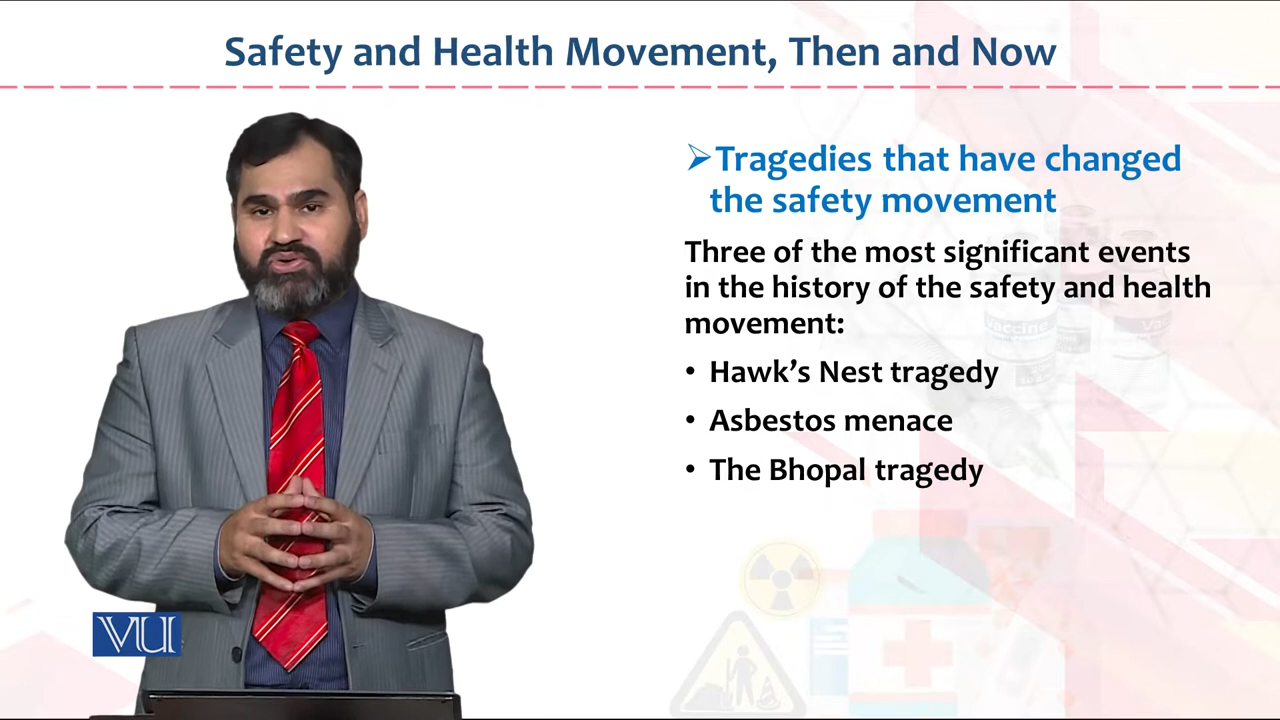 Safety and Health Movement, Then and Now
➢Tragedies that have changed
the safety movement
Three of the most significant events
in the history of the safety and health
movement:
• Hawk's Nest tragedy
• Asbestos menace
• The Bhopal tragedy
Vaccine
VU